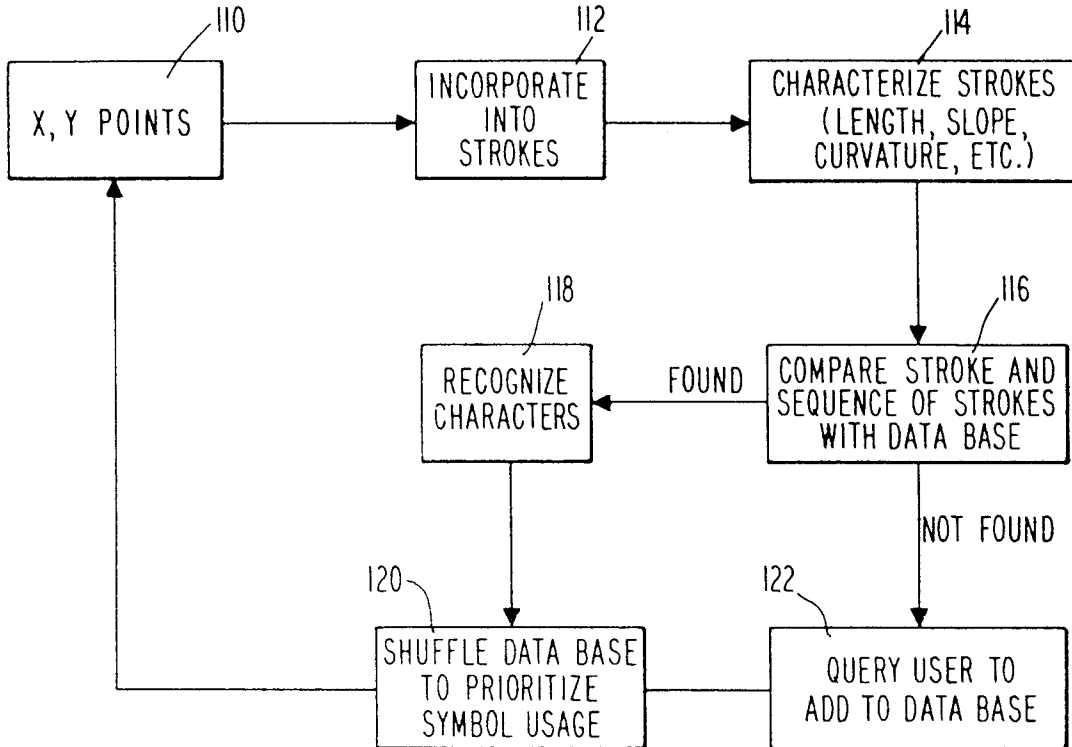 110
X, Y POINTS
112
INCORPORATE
INTO
STROKES
114
CHARACTERIZE STROKES
(LENGTH, SLOPE,
CURVATURE, ETC.)
116
COMPARE STROKE AND
SEQUENCE OF STROKES
WITH DATA BASE
FOUND
118
RECOGNIZE
CHARACTERS
NOT FOUND
120
SHUFFLE DATA BASE
TO PRIORITIZE
SYMBOL USAGE
122
QUERY USER TO
ADD TO DATA BASE